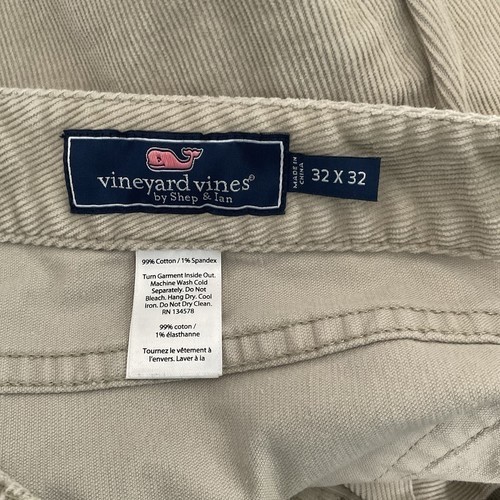 vineyard vines®
by Shep & Ian
MADE IN
CHINA
32 X 32
99% Cotton / 1% Spandex
Turn Garment Inside Out.
Machine Wash Cold
Separately. Do Not
Bleach. Hang Dry. Cool
Iron. Do Not Dry Clean.
RN 134578
99% coton /
1% élasthanne
Tournez le vêtement à
l'envers. Laver à la